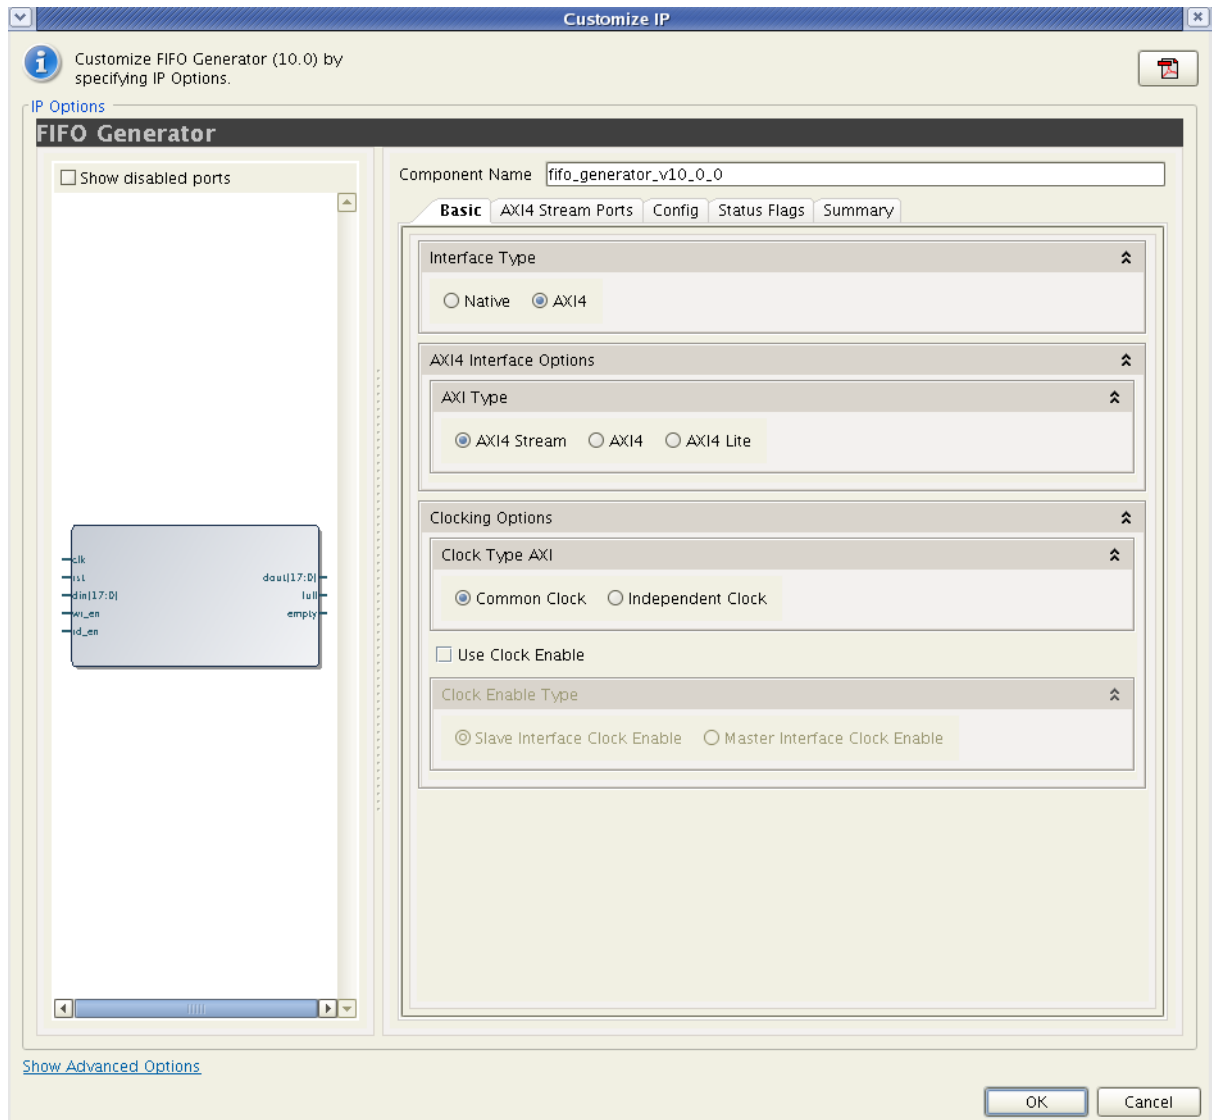 Customize IP
Customize FIFO Generator (10.0) by
specifying IP Options.
IP Options
FIFO Generator
Show disabled ports
clk
rst
din[17:0]
wr_en
rd_en
dout[17:0]
full
empty
Component Name fifo_generator_v10_0_0
Basic AXI4 Stream Ports Config Status Flags Summary
Interface Type
Native AXI4
AXI4 Interface Options
AXI Type
AXI4 Stream AXI4 AXI4 Lite
Clocking Options
Clock Type AXI
Common Clock Independent Clock
Use Clock Enable
Clock Enable Type
Slave Interface Clock Enable Master Interface Clock Enable
Show Advanced Options
OK Cancel